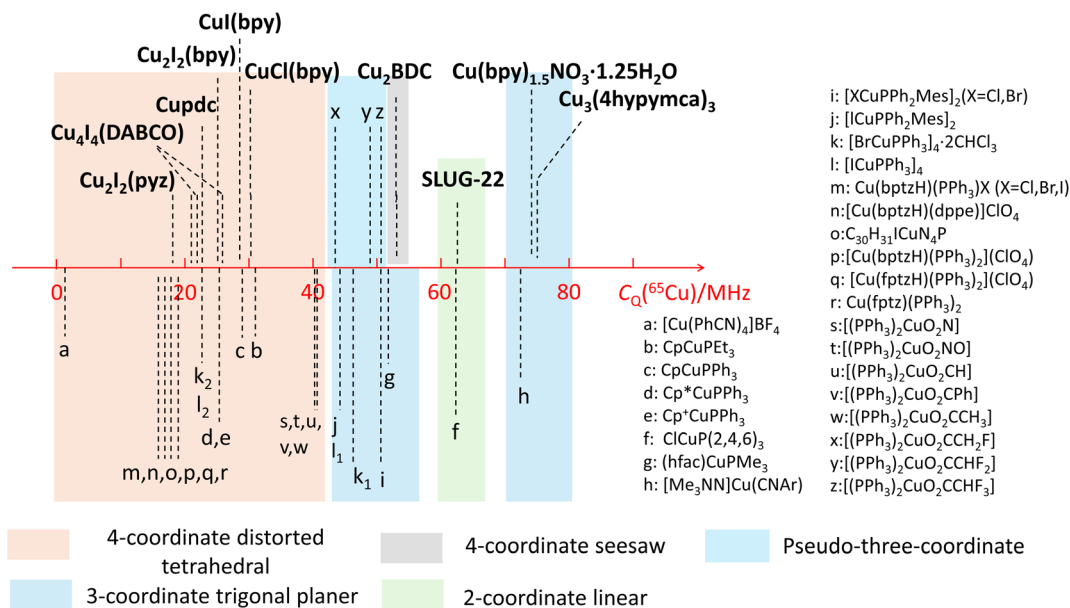 CuI(bpy)
Cu₂I₂(bpy)
CuCl(bpy)
Cu₂BDC
Cu(bpy)₁.₅NO₃·1.25H₂O
Cupdc
Cu₃(4hypymca)₃
x
y z
Cu₄I₄(DABCO)
Cu₂I₂(pyz)
SLUG-22
0
20
40
60
80
C_Q(⁶⁵Cu)/MHz
a
c b
k₂
l₂
d,e
g
h
s,t,u,
v,w
j
l₁
f
m,n,o,p,q,r
k₁
i
a: [Cu(PhCN)₄]BF₄
b: CpCuPEt₃
c: CpCuPPh₃
d: Cp*CuPPh₃
e: Cp⁺CuPPh₃
f: ClCuP(2,4,6)₃
g: (hfac)CuPMe₃
h: [Me₃NN]Cu(CNAr)
i: [XCuPPh₂Mes]₂(X=Cl,Br)
j: [ICuPPh₂Mes]₂
k: [BrCuPPh₃]₄·2CHCl₃
l: [ICuPPh₃]₄
m: Cu(bptzH)(PPh₃)X (X=Cl,Br,I)
n:[Cu(bptzH)(dppe)]ClO₄
o:C₃₀H₃₁ICuN₄P
p:[Cu(bptzH)(PPh₃)₂](ClO₄)
q: [Cu(fptzH)(PPh₃)₂](ClO₄)
r: Cu(fptz)(PPh₃)₂
s:[(PPh₃)₂CuO₂N]
t:[(PPh₃)₂CuO₂NO]
u:[(PPh₃)₂CuO₂CH]
v:[(PPh₃)₂CuO₂CPh]
w:[(PPh₃)₂CuO₂CCH₃]
x:[(PPh₃)₂CuO₂CCH₂F]
y:[(PPh₃)₂CuO₂CCHF₂]
z:[(PPh₃)₂CuO₂CCHF₃]
4-coordinate distorted
tetrahedral
4-coordinate seesaw
Pseudo-three-coordinate
3-coordinate trigonal planer
2-coordinate linear